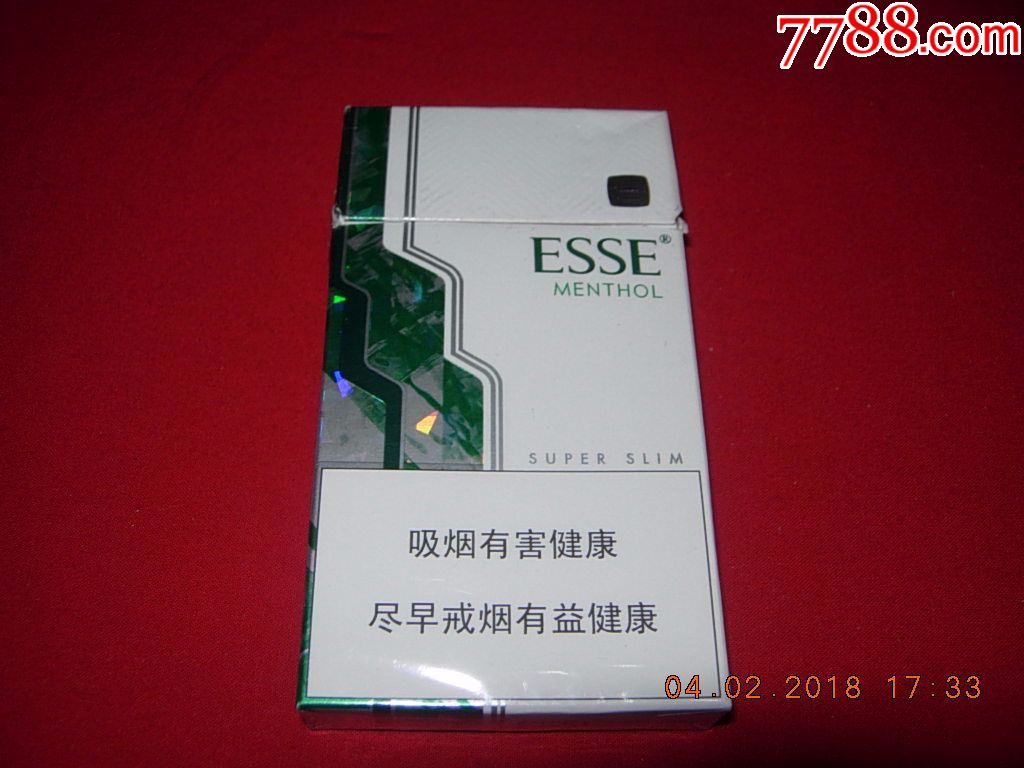 7788.com
ESSE®
MENTHOL
SUPER SLIM
吸烟有害健康
尽早戒烟有益健康
04.02.2018 17:33